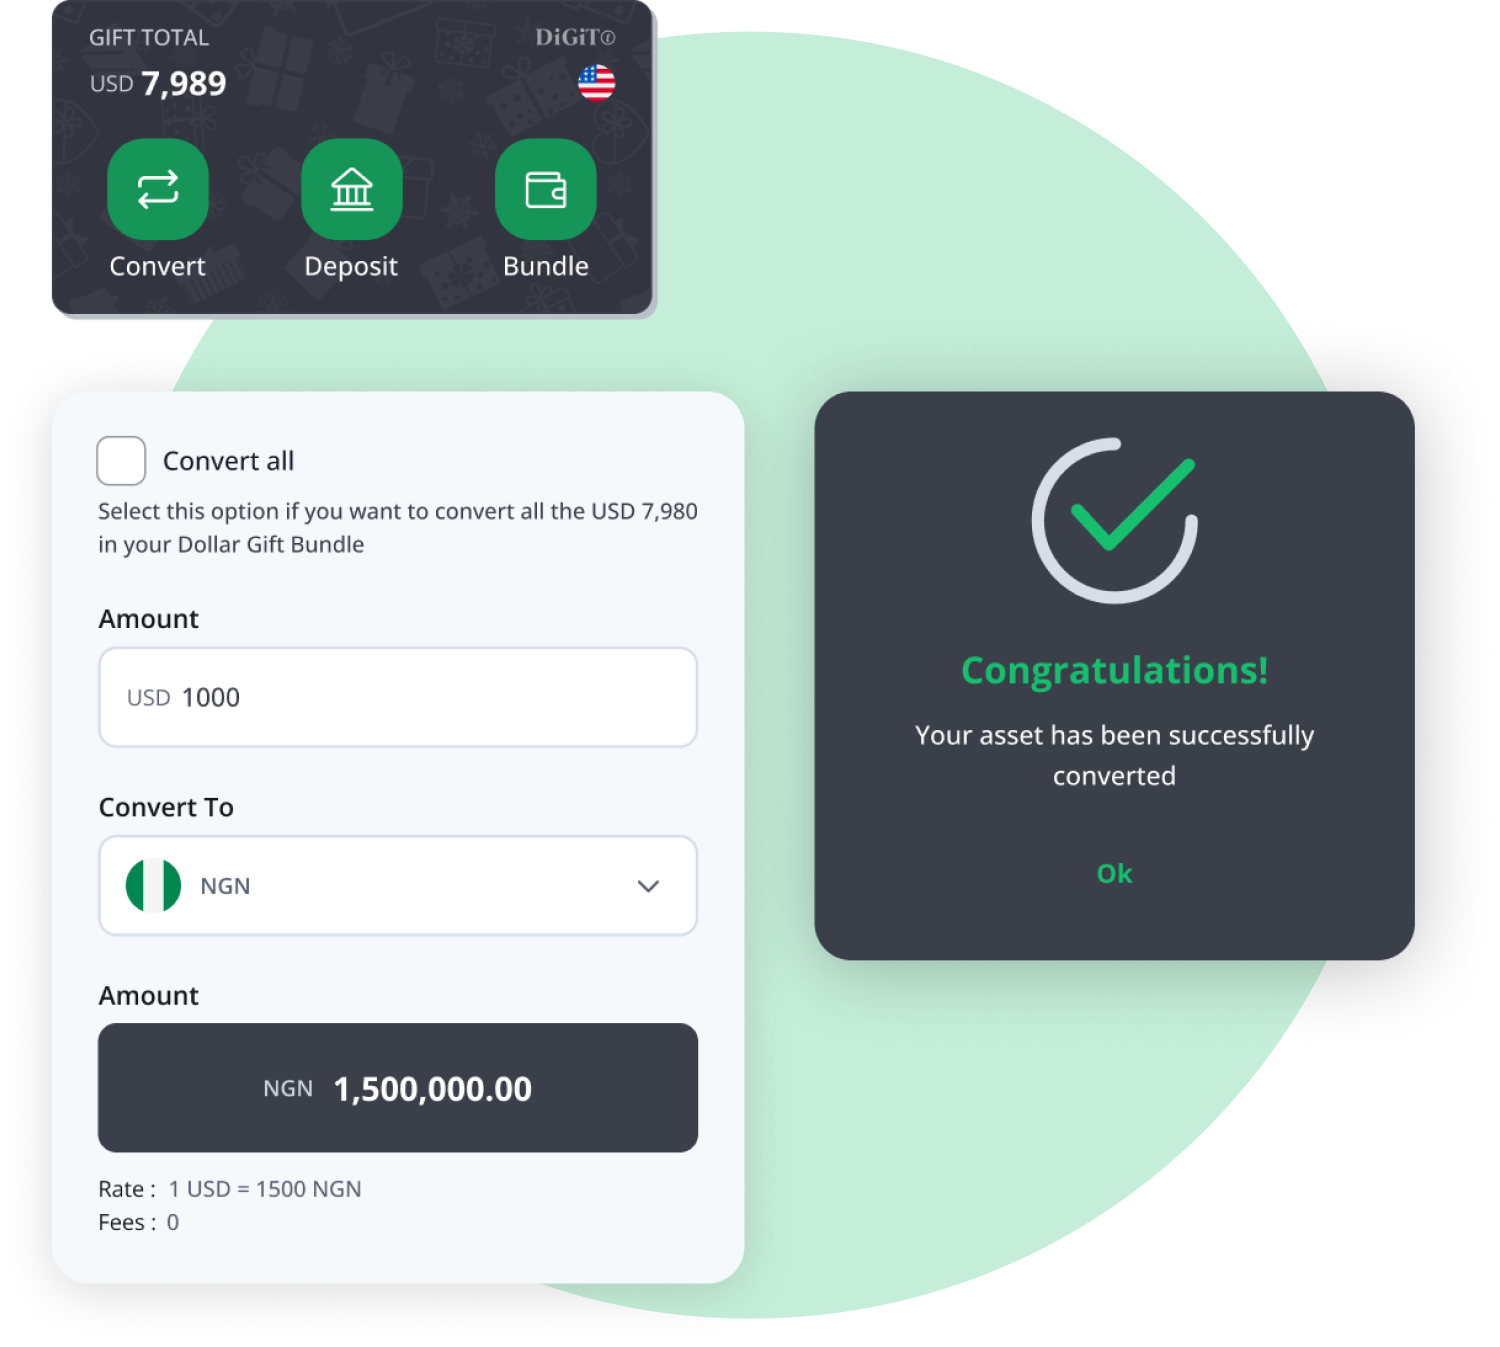 GIFT TOTAL
DiGiT
USD 7,989
Convert
Deposit
Bundle
Convert all
Select this option if you want to convert all the USD 7,980
in your Dollar Gift Bundle
Amount
USD 1000
Convert To
NGN
Amount
NGN 1,500,000.00
Rate : 1 USD = 1500 NGN
Fees : 0
Congratulations!
Your asset has been successfully
converted
Ok